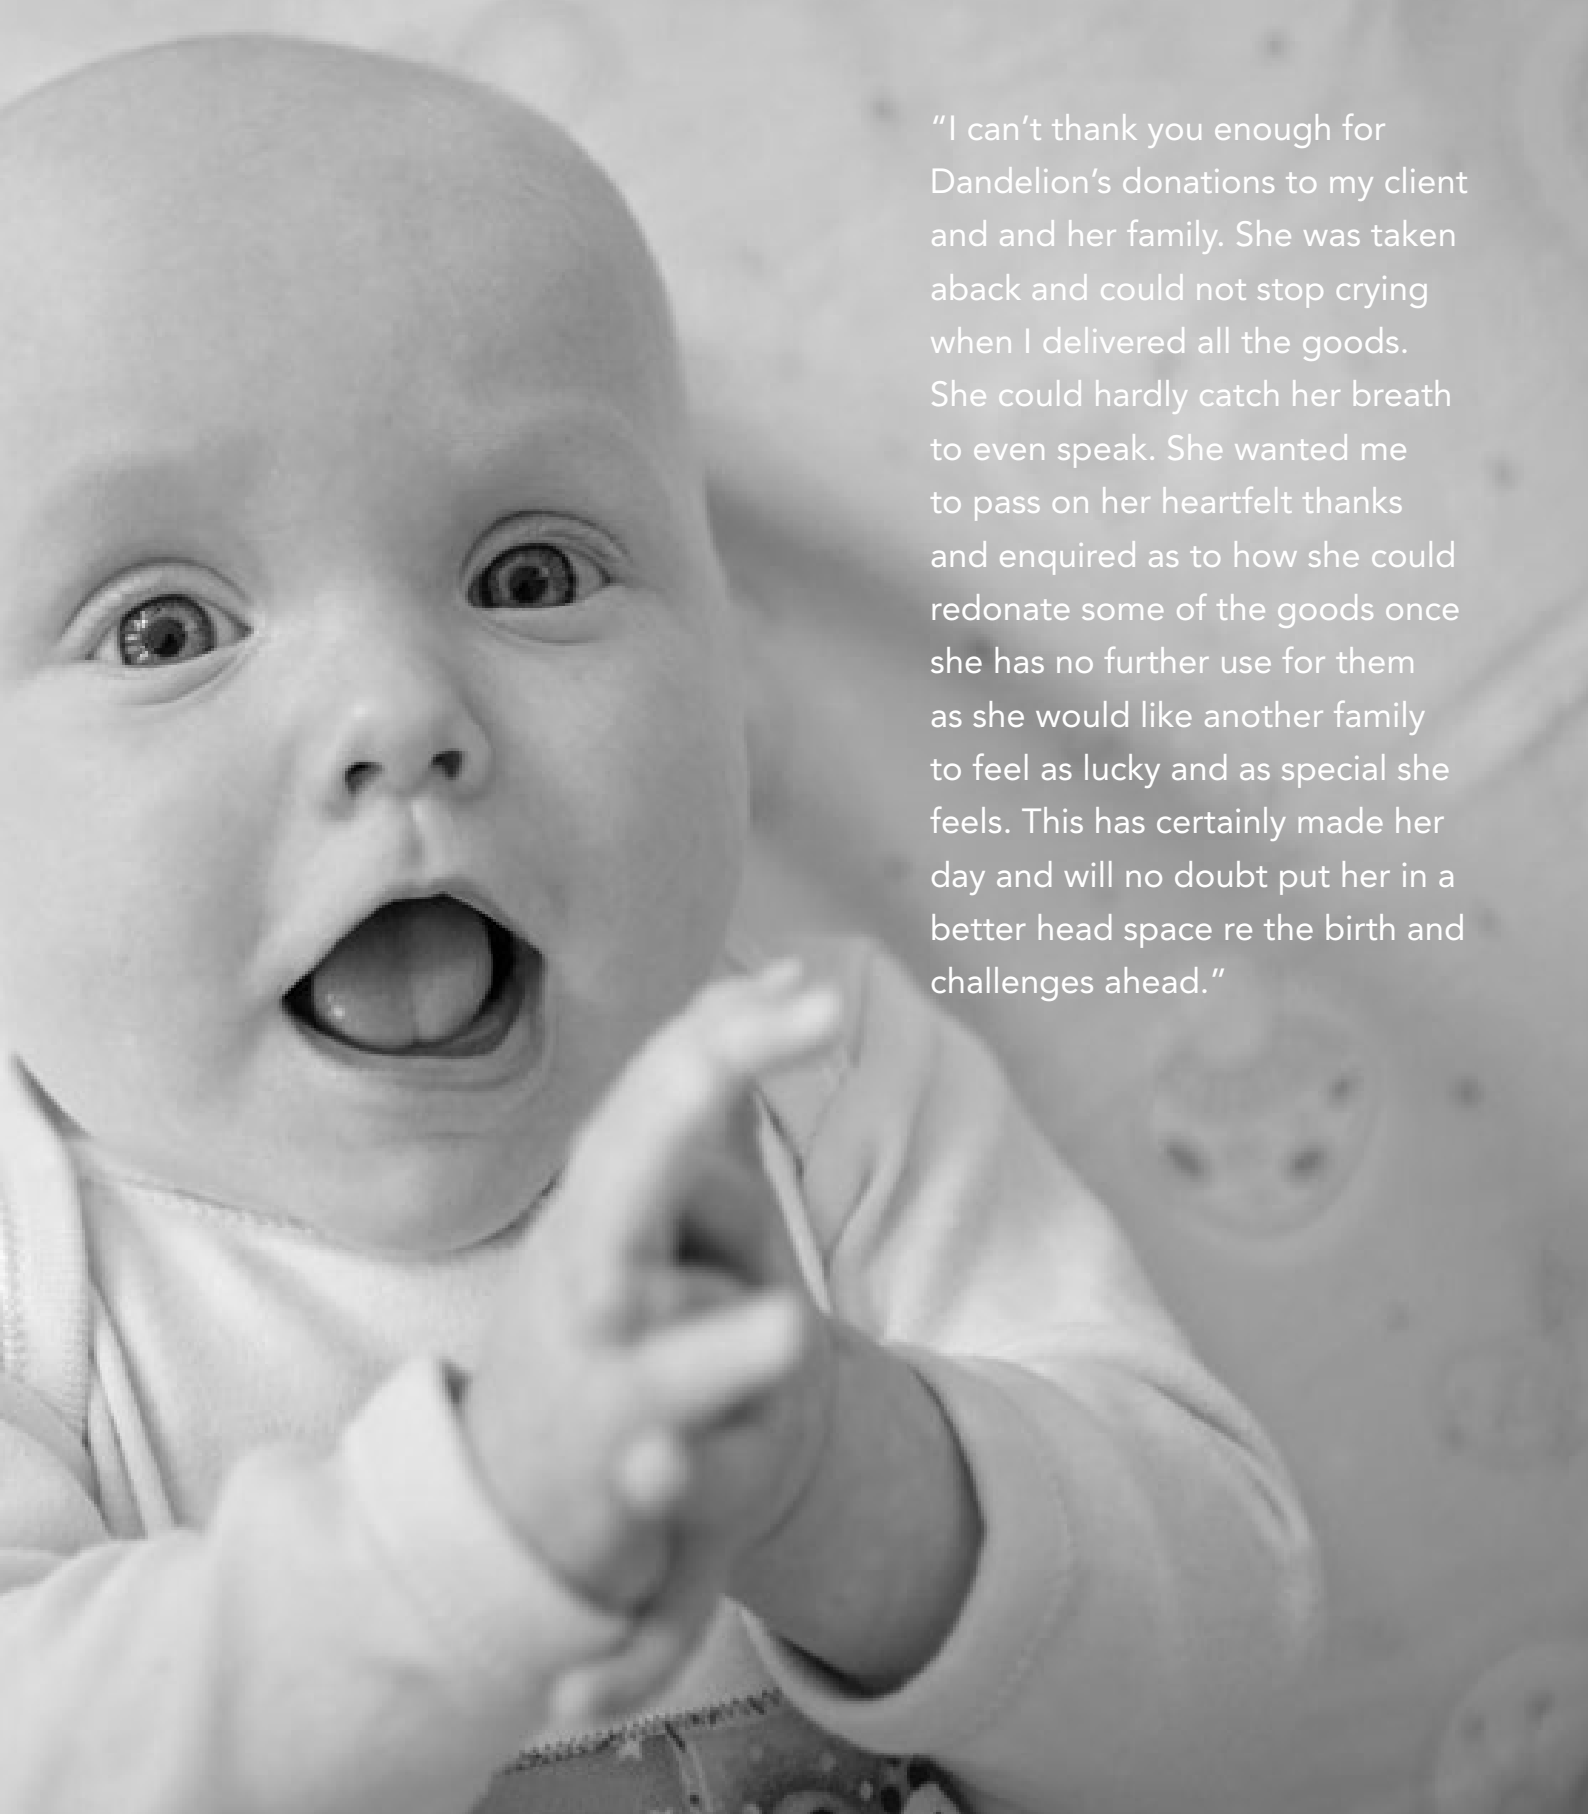 “I can’t thank you enough for
Dandelion’s donations to my client
and and her family. She was taken
aback and could not stop crying
when I delivered all the goods.
She could hardly catch her breath
to even speak. She wanted me
to pass on her heartfelt thanks
and enquired as to how she could
redonate some of the goods once
she has no further use for them
as she would like another family
to feel as lucky and as special she
feels. This has certainly made her
day and will no doubt put her in a
better head space re the birth and
challenges ahead.”